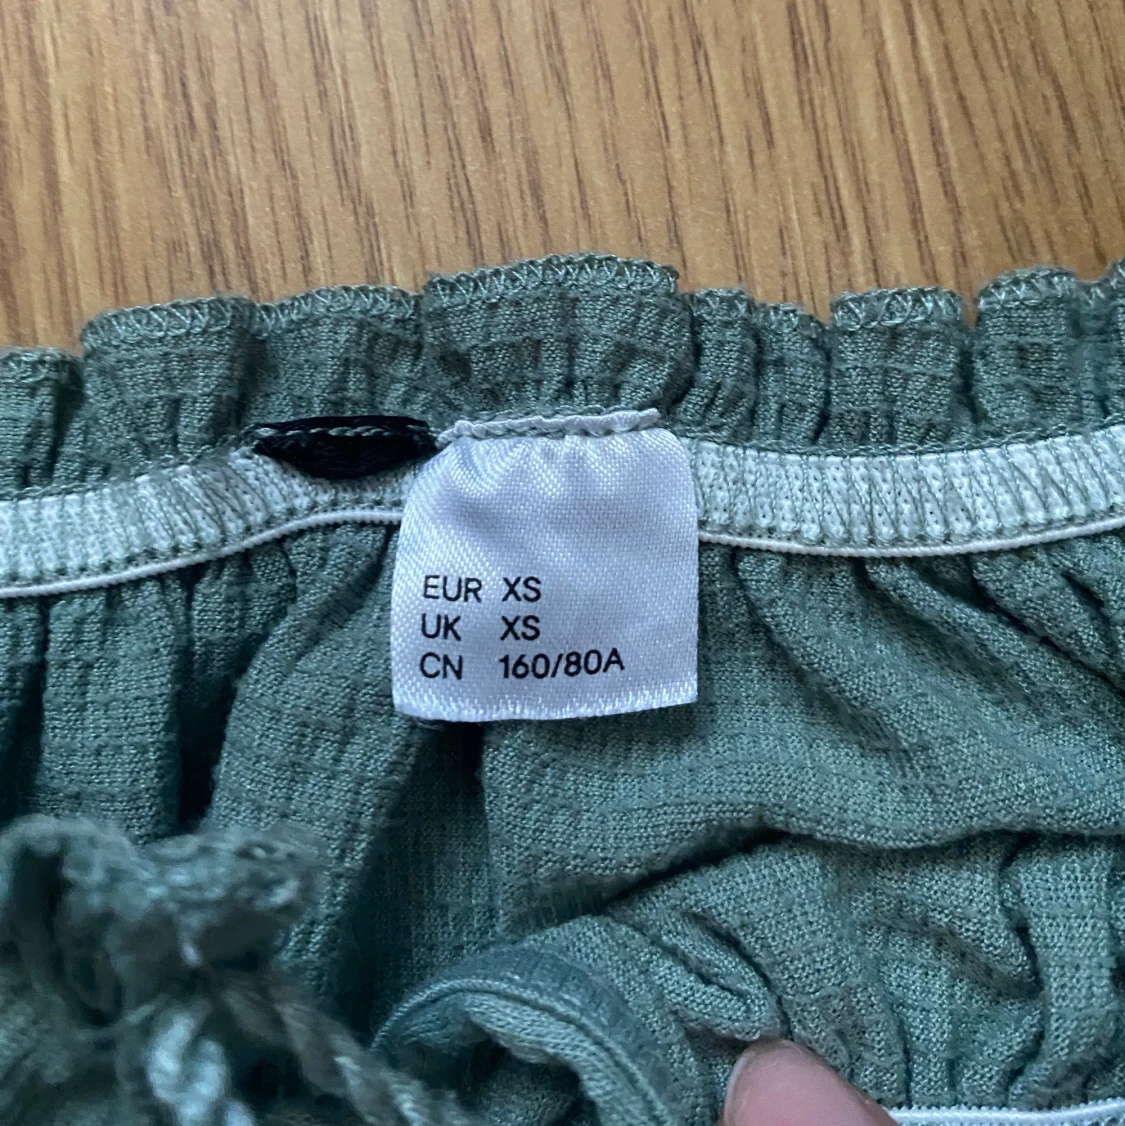 EUR XS
UK XS
CN 160/80A